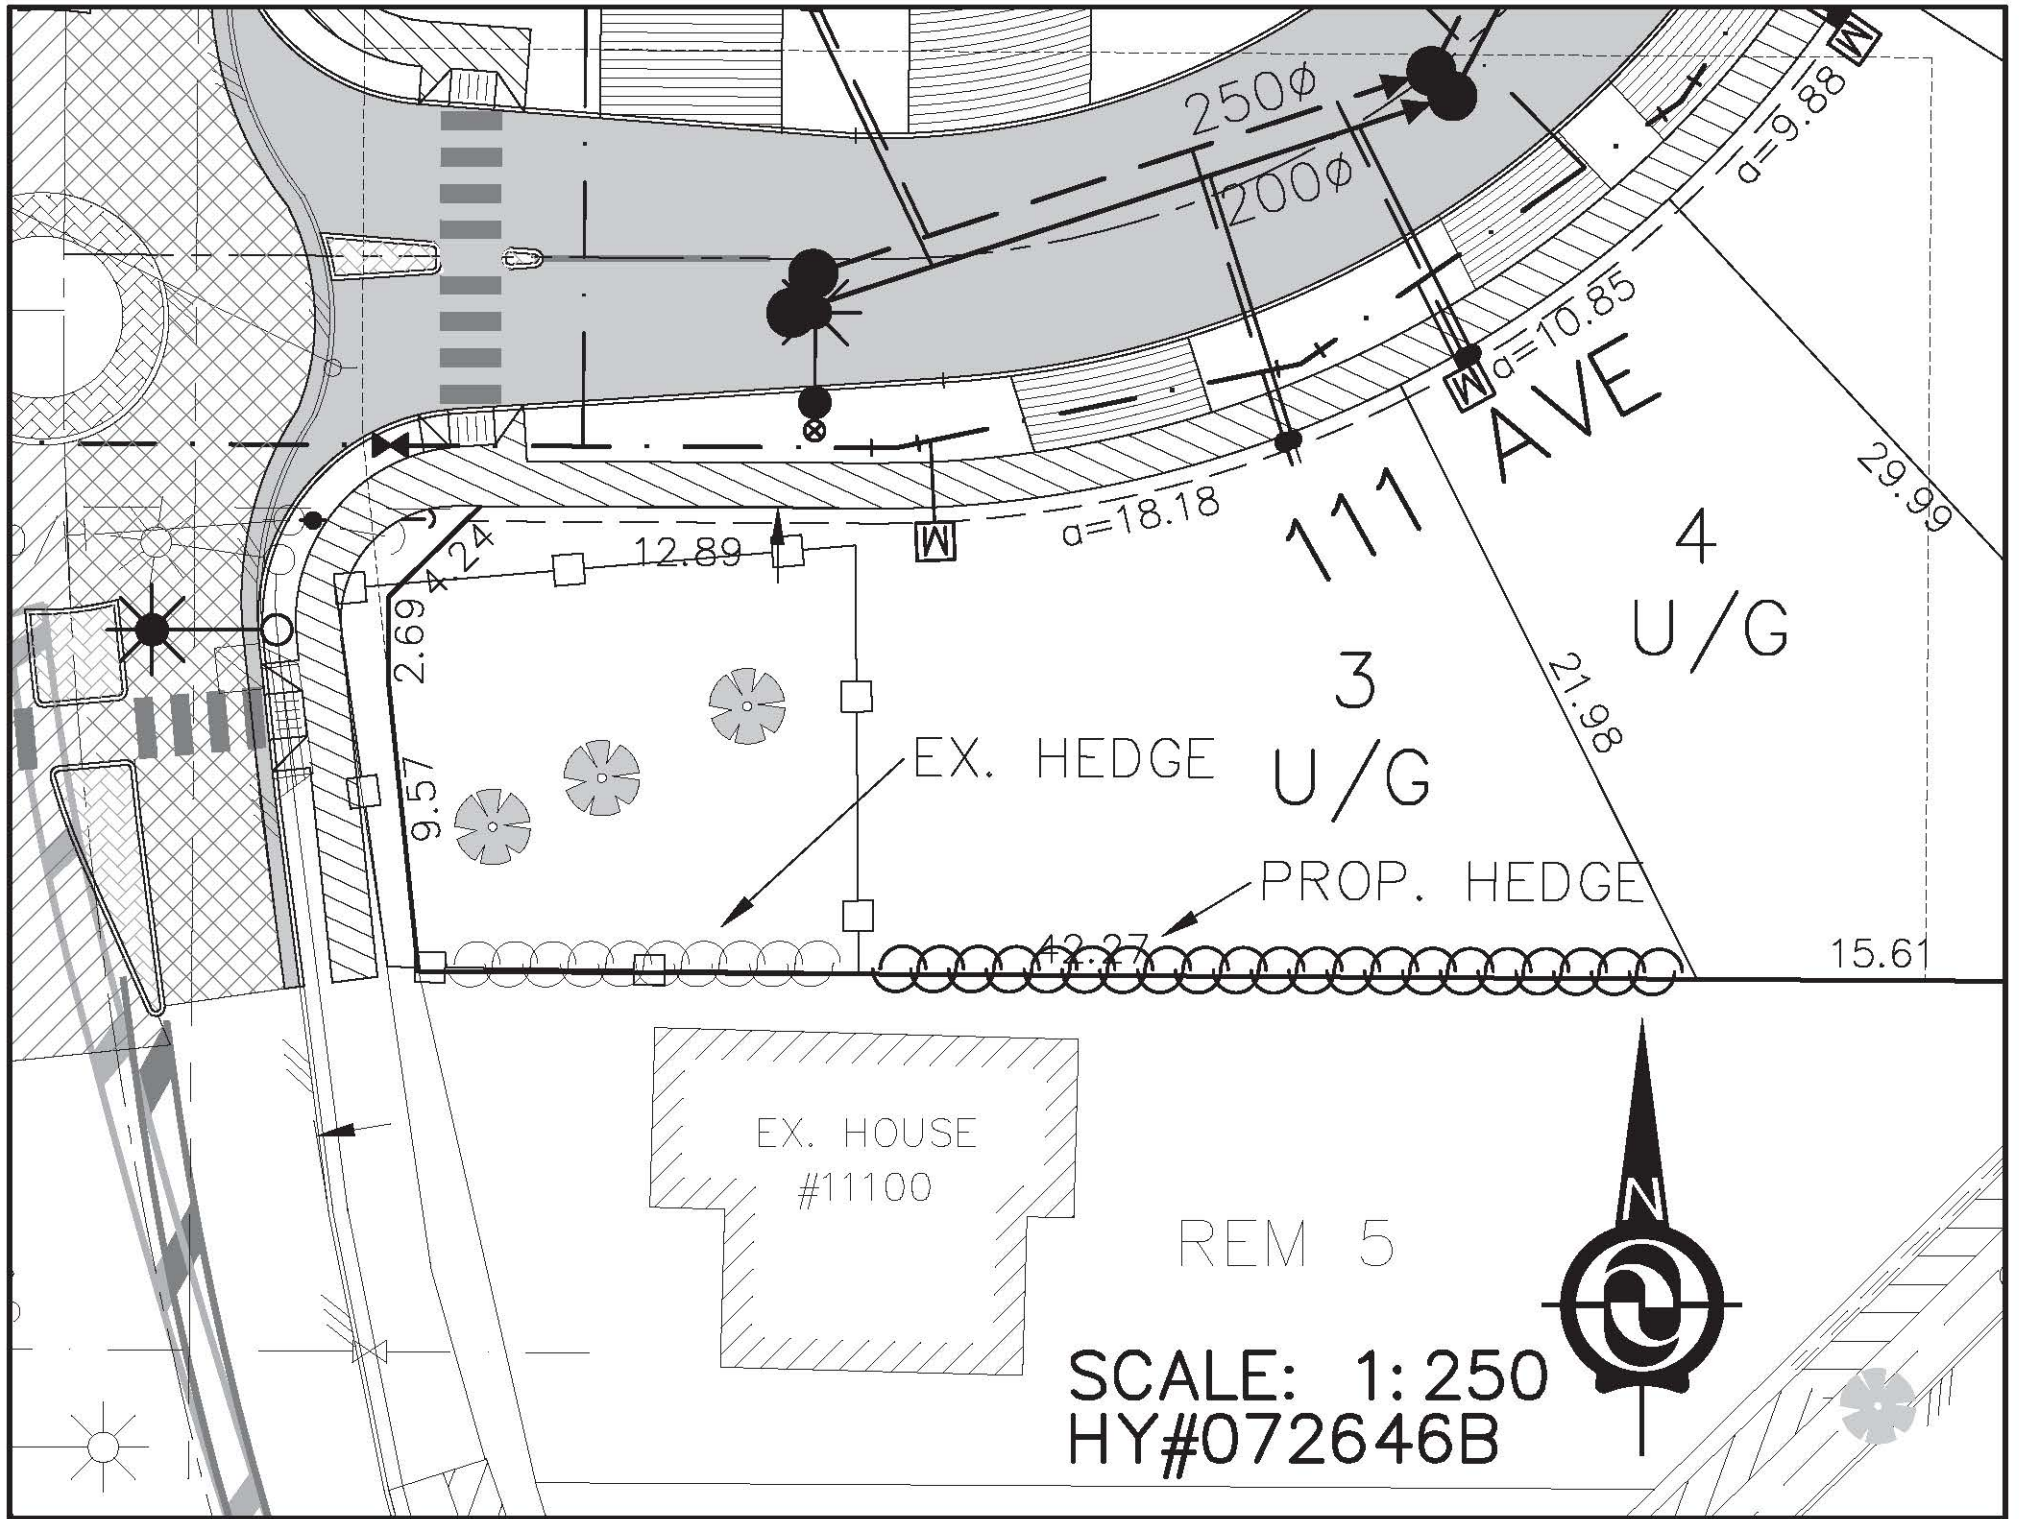 250ø
200ø
M
a=9.88
a=10.85
M
a=18.18
111 AVE
29.99
4.24
12.89
M
4
U/G
2.69
3
U/G
21.98
9.57
EX. HEDGE
PROP. HEDGE
42.27
15.61
EX. HOUSE
#11100
REM 5
N
SCALE: 1:250
HY#072646B